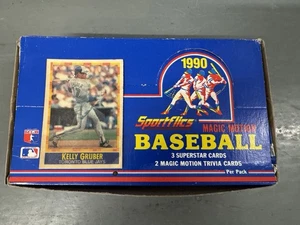 1990
Sportflics
MAGIC MOTION
BASEBALL
3 SUPERSTAR CARDS
2 MAGIC MOTION TRIVIA CARDS
Per Pack
KELLY GRUBER
TORONTO BLUE JAYS